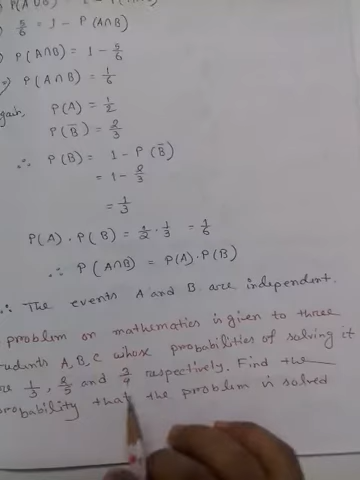 5/6 = 1 - P(A∩B)
P(A∩B) = 1 - 5/6
⇒) P(A∩B) = 1/6
gain, P(A) = 1/2
P(B̅) = 2/3
∴ P(B) = 1 - P(B̅)
= 1 - 2/3
= 1/3
P(A) . P(B) = 1/2 . 1/3 = 1/6
∴ P(A∩B) = P(A) . P(B)
∴ The events A and B are independent.
problem on mathematics is given to three
tudents A, B, C whose probabilities of solving it
re 1/3, 2/5 and 3/4 respectively. Find the
probability that the problem is solved